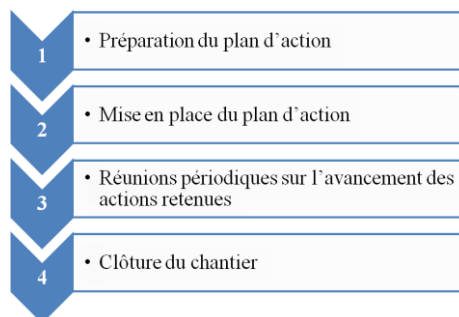 1
• Préparation du plan d’action
2
• Mise en place du plan d’action
3
• Réunions périodiques sur l’avancement des
actions retenues
4
• Clôture du chantier